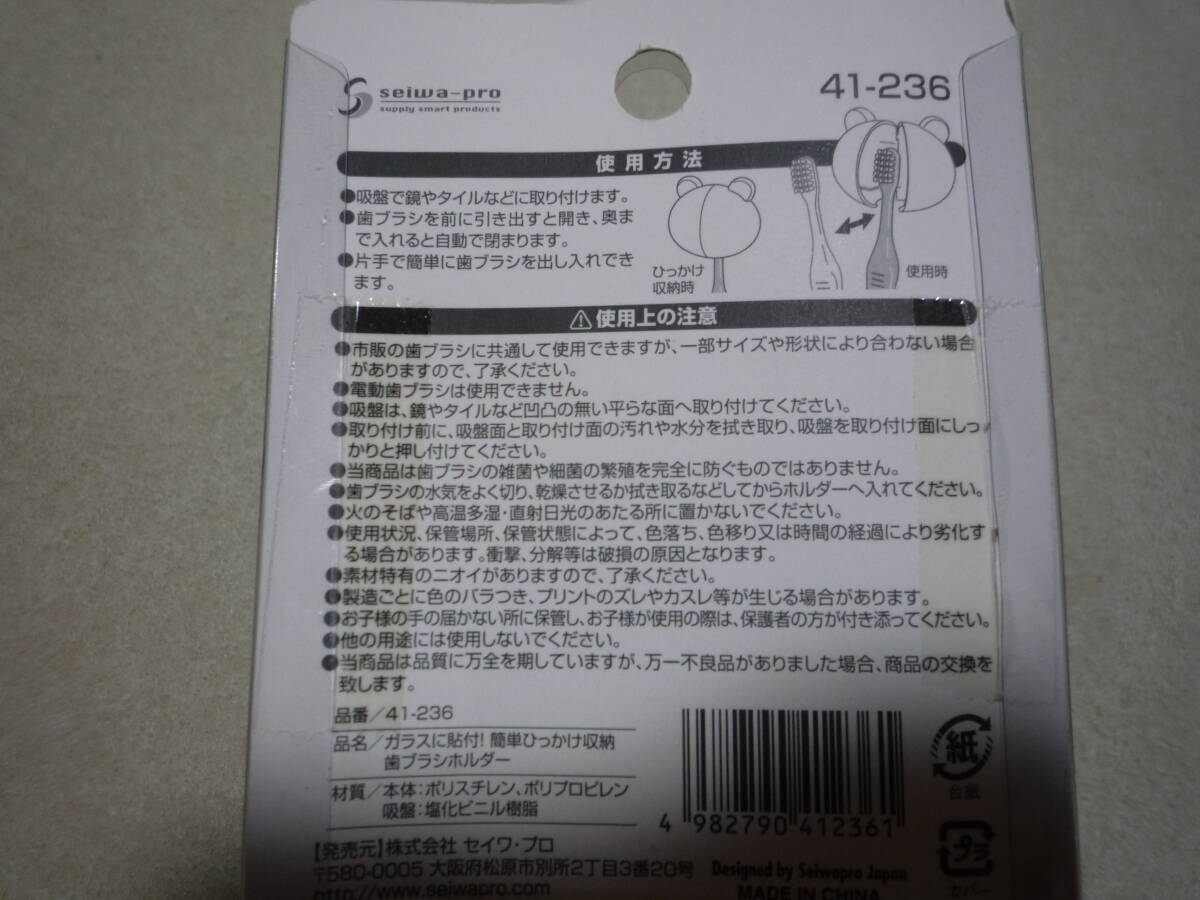 seiwa-pro
supply smart products
41-236
使用方法
●吸盤で鏡やタイルなどに取り付けます。
●歯ブラシを前に引き出すと開き、奥まで入れると自動で閉まります。
●片手で簡単に歯ブラシを出し入れできます。
ひっかけ
収納時
使用時
⚠使用上の注意
●市販の歯ブラシに共通して使用できますが、一部サイズや形状により合わない場合
がありますので、了承ください。
●電動歯ブラシは使用できません。
●吸盤は、鏡やタイルなど凹凸の無い平らな面へ取り付けてください。
●取り付け前に、吸盤面と取り付け面の汚れや水分を拭き取り、吸盤を取り付け面にしっ
かりと押し付けてください。
●当商品は歯ブラシの雑菌や細菌の繁殖を完全に防ぐものではありません。
●歯ブラシの水気をよく切り、乾燥させるか拭き取るなどしてからホルダーへ入れてください。
●火のそばや高温多湿・直射日光のあたる所に置かないでください。
●使用状況、保管場所、保管状態によって、色落ち、色移り又は時間の経過により劣化す
る場合があります。衝撃、分解等は破損の原因となります。
●素材特有のニオイがありますので、了承ください。
●製造ごとに色のバラつき、プリントのズレやカスレ等が生じる場合があります。
●お子様の手の届かない所に保管し、お子様が使用の際は、保護者の方が付き添ってください。
●他の用途には使用しないでください。
●当商品は品質に万全を期していますが、万一不良品がありました場合、商品の交換を
致します。
品番/41-236
品名/ガラスに貼付!簡単ひっかけ収納
歯ブラシホルダー
材質/本体:ポリスチレン、ポリプロピレン
吸盤:塩化ビニル樹脂
4 982790 412361
紙
台紙
プラ
カバー
【発売元】株式会社 セイワ・プロ
〒580-0005 大阪府松原市別所2丁目3番20号
http://www.seiwapro.com
Designed by Seiwapro Japan
MADE IN CHINA